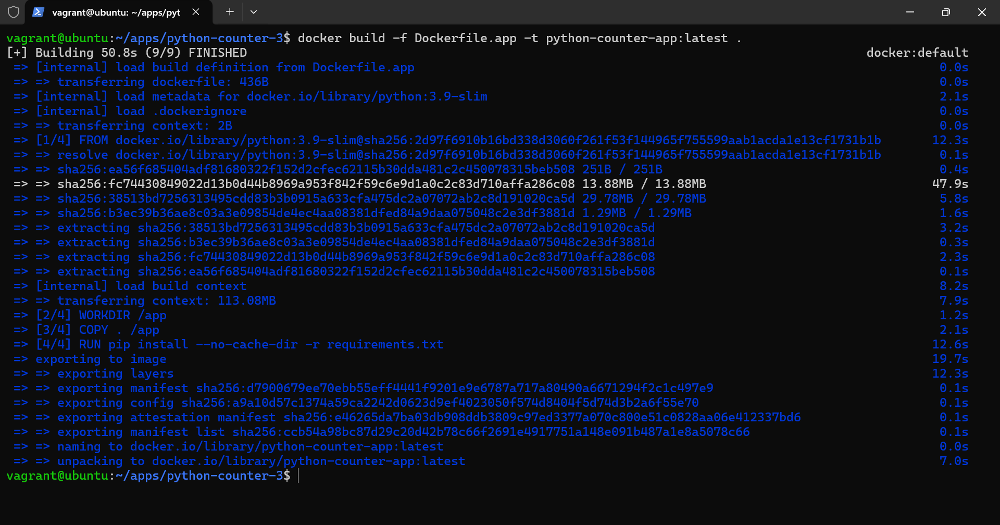 vagrant@ubuntu: ~/apps/pyt
vagrant@ubuntu:~/apps/python-counter-3$ docker build -f Dockerfile.app -t python-counter-app:latest .
[+] Building 50.8s (9/9) FINISHED docker:default
=> [internal] load build definition from Dockerfile.app 0.0s
=> => transferring dockerfile: 436B 0.0s
=> [internal] load metadata for docker.io/library/python:3.9-slim 2.1s
=> [internal] load .dockerignore 0.0s
=> => transferring context: 2B 0.0s
=> [1/4] FROM docker.io/library/python:3.9-slim@sha256:2d97f6910b16bd338d3060f261f53f144965f755599aab1acda1e13cf1731b1b 12.3s
=> => resolve docker.io/library/python:3.9-slim@sha256:2d97f6910b16bd338d3060f261f53f144965f755599aab1acda1e13cf1731b1b 0.1s
=> => sha256:ea56f685404adf81680322f152d2cfec62115b30dda481c2c450078315beb508 251B / 251B 0.4s
=> => sha256:fc74430849022d13b0d44b8969a953f842f59c6e9d1a0c2c83d710affa286c08 13.88MB / 13.88MB 47.9s
=> => sha256:38513bd7256313495cdd83b3b0915a633cfa475dc2a07072ab2c8d191020ca5d 29.78MB / 29.78MB 5.8s
=> => sha256:b3ec39b36ae8c03a3e09854de4ec4aa08381dfed84a9daa075048c2e3df3881d 1.29MB / 1.29MB 1.6s
=> => extracting sha256:38513bd7256313495cdd83b3b0915a633cfa475dc2a07072ab2c8d191020ca5d 3.2s
=> => extracting sha256:b3ec39b36ae8c03a3e09854de4ec4aa08381dfed84a9daa075048c2e3df3881d 0.3s
=> => extracting sha256:fc74430849022d13b0d44b8969a953f842f59c6e9d1a0c2c83d710affa286c08 2.3s
=> => extracting sha256:ea56f685404adf81680322f152d2cfec62115b30dda481c2c450078315beb508 0.1s
=> [internal] load build context 8.2s
=> => transferring context: 113.08MB 7.9s
=> [2/4] WORKDIR /app 1.2s
=> [3/4] COPY . /app 2.1s
=> [4/4] RUN pip install --no-cache-dir -r requirements.txt 12.6s
=> exporting to image 19.7s
=> => exporting layers 12.3s
=> => exporting manifest sha256:d7900679ee70ebb55eff4441f9201e9e6787a717a80490a6671294f2c1c497e9 0.1s
=> => exporting config sha256:a9a10d57c1374a59ca2242d0623d9ef4023050f574d8404f5d74d3b2a6f55e70 0.1s
=> => exporting attestation manifest sha256:e46265da7ba03db908ddb3809c97ed3377a070c800e51c0828aa06e412337bd6 0.1s
=> => exporting manifest list sha256:ccb54a98bc87d29c20d42b78c66f2691e4917751a148e091b487a1e8a5078c66 0.1s
=> => naming to docker.io/library/python-counter-app:latest 0.0s
=> => unpacking to docker.io/library/python-counter-app:latest 7.0s
vagrant@ubuntu:~/apps/python-counter-3$